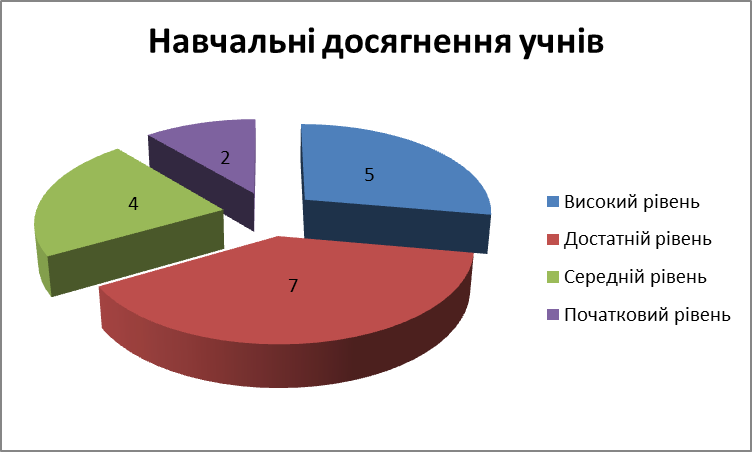 Навчальні досягнення учнів
2
5
4
7
Високий рівень
Достатній рівень
Середній рівень
Початковий рівень